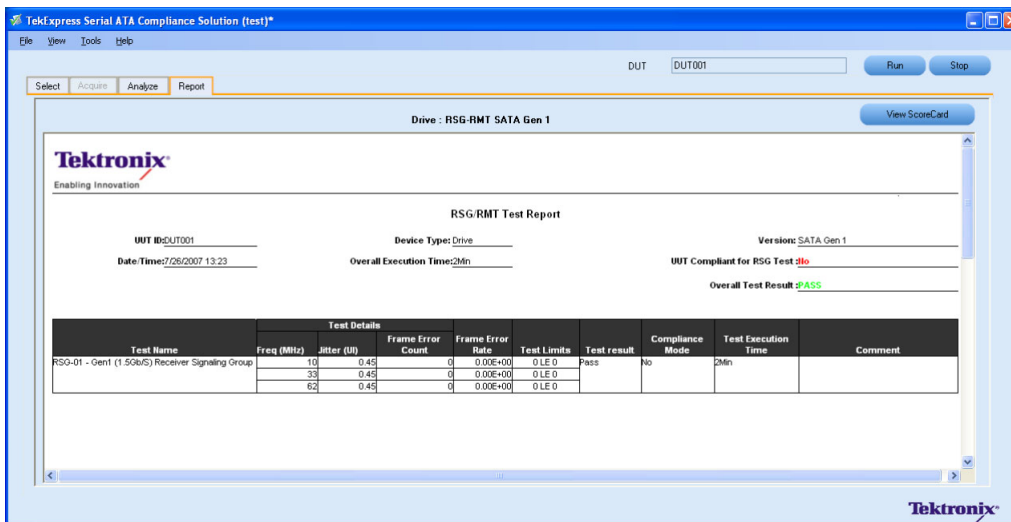 TekExpress Serial ATA Compliance Solution (test)*
File View Tools Help
DUT DUT001 Run Stop
Select Acquire Analyze Report
Drive : RSG-RMT SATA Gen 1 View ScoreCard
Tektronix
Enabling Innovation
RSG/RMT Test Report
UUT ID:DUT001 Device Type: Drive Version: SATA Gen 1
Date/Time:7/26/2007 13:23 Overall Execution Time:2Min UUT Compliant for RSG Test :No
Overall Test Result :PASS
Test Details
Test Name Freq (MHz) Jitter (UI) Frame Error Count Frame Error Rate Test Limits Test result Compliance Mode Test Execution Time Comment
RSG-01 - Gen1 (1.5Gb/S) Receiver Signaling Group 10 0.45 0 0.00E+00 0 LE 0 Pass No 2Min
33 0.45 0 0.00E+00 0 LE 0
62 0.45 0 0.00E+00 0 LE 0
Tektronix